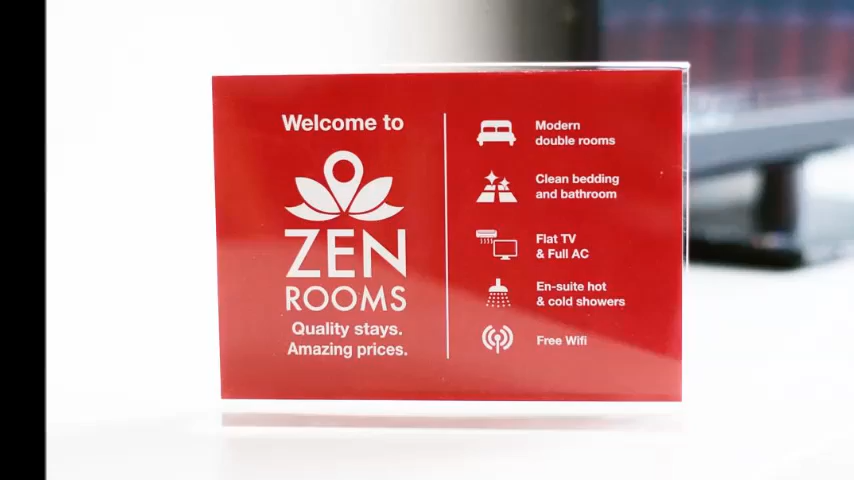 Welcome to
ZEN
ROOMS
Quality stays.
Amazing prices.
Modern
double rooms
Clean bedding
and bathroom
Flat TV
& Full AC
En-suite hot
& cold showers
Free Wifi